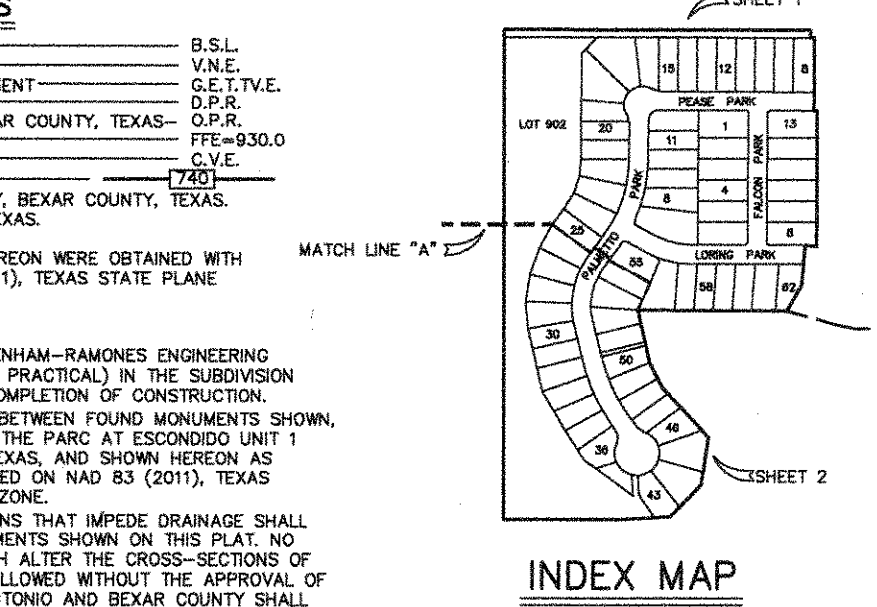 B.S.L.
V.N.E.
G.E.T.TV.E.
D.P.R.
AR COUNTY, TEXAS- O.P.R.
FFE=930.0
C.V.E.
740
, BEXAR COUNTY, TEXAS.
EXAS.
REON WERE OBTAINED WITH
1), TEXAS STATE PLANE
ENHAM-RAMONES ENGINEERING
PRACTICAL) IN THE SUBDIVISION
OMPLETION OF CONSTRUCTION.
BETWEEN FOUND MONUMENTS SHOWN,
THE PARC AT ESCONDIDO UNIT 1
EXAS, AND SHOWN HEREON AS
ED ON NAD 83 (2011), TEXAS
ZONE.
NS THAT IMPEDE DRAINAGE SHALL
MENTS SHOWN ON THIS PLAT. NO
H ALTER THE CROSS-SECTIONS OF
LLOWED WITHOUT THE APPROVAL OF
TONIO AND BEXAR COUNTY SHALL
SHEET 1
15 12 8
PEASE PARK
LOT 902 20 11 1 13
PARK
FALCON PARK
8 4
25 6
MATCH LINE "A"
PALMETTO
LORING PARK
55 58 62
30
50
46
36
43
SHEET 2
INDEX MAP